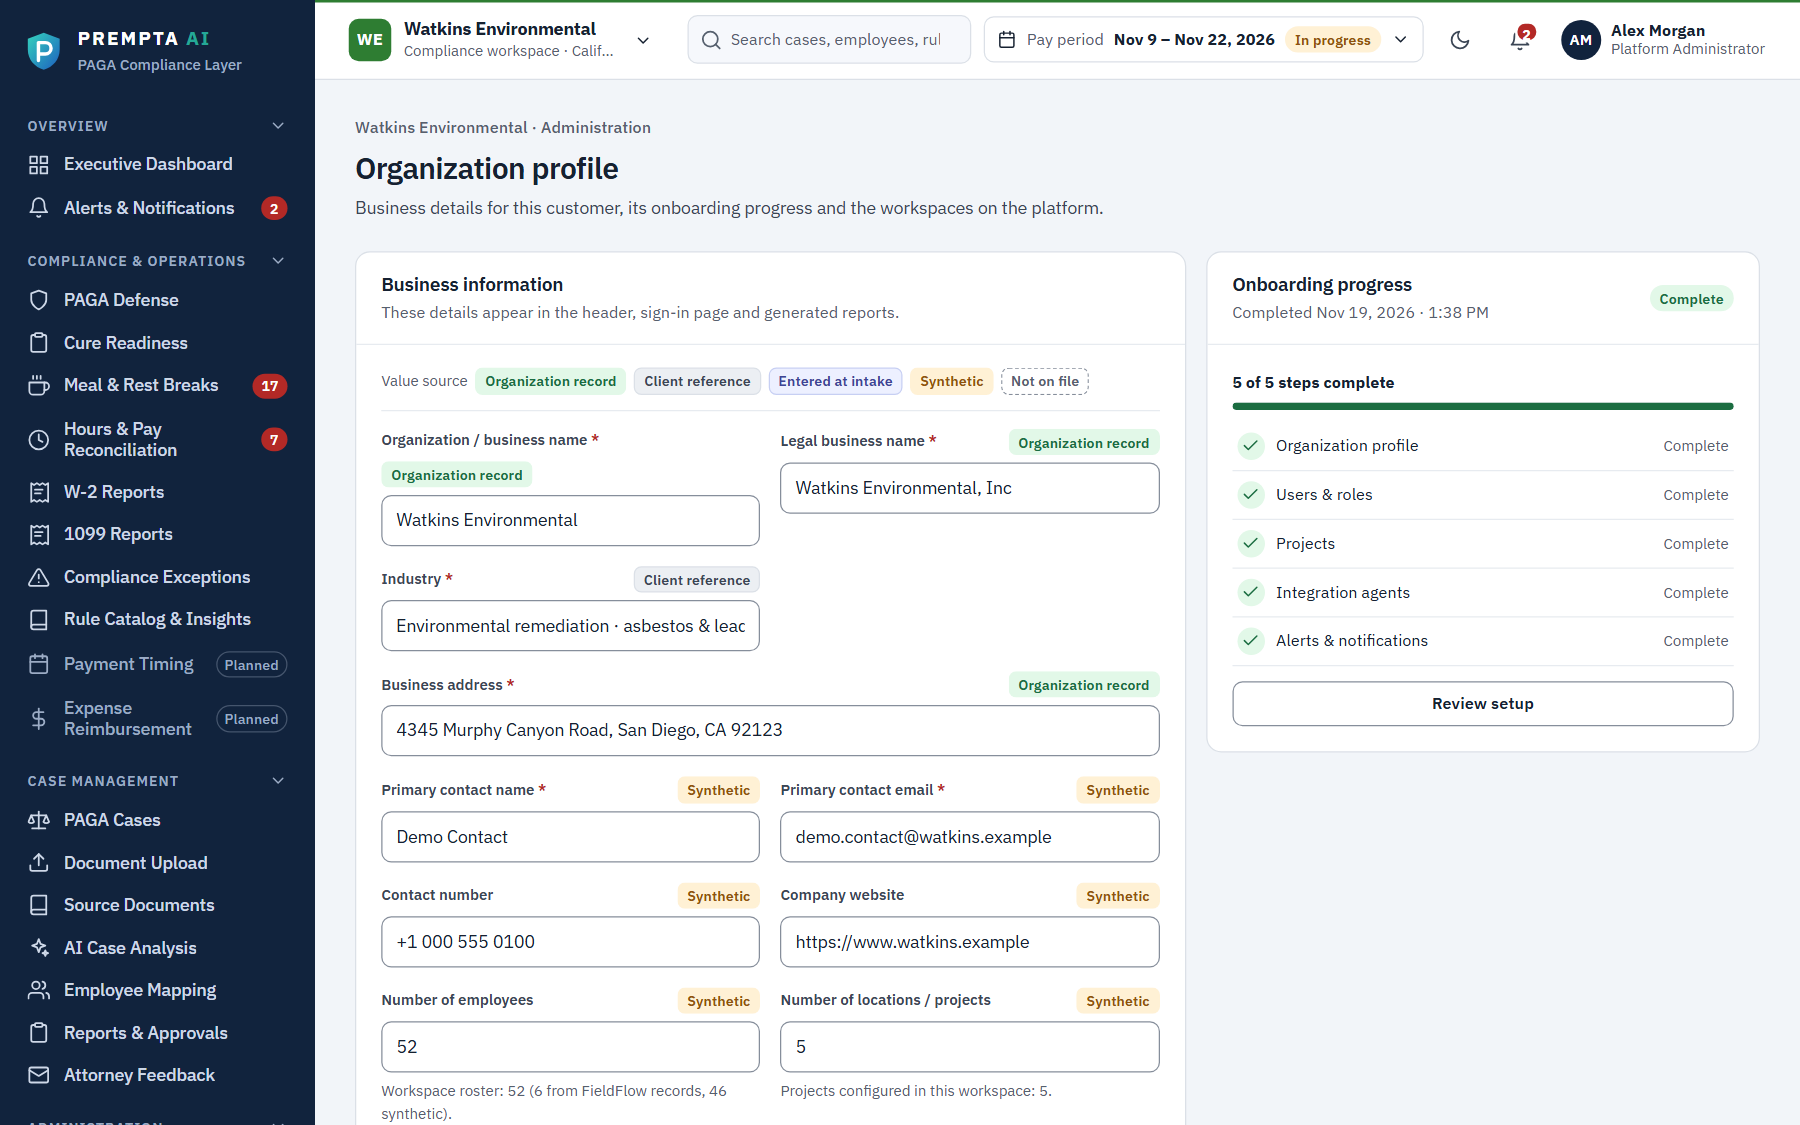 PREMPTA AI
PAGA Compliance Layer
OVERVIEW
Executive Dashboard
Alerts & Notifications 2
COMPLIANCE & OPERATIONS
PAGA Defense
Cure Readiness
Meal & Rest Breaks 17
Hours & Pay
Reconciliation 7
W-2 Reports
1099 Reports
Compliance Exceptions
Rule Catalog & Insights
Payment Timing Planned
Expense
Reimbursement Planned
CASE MANAGEMENT
PAGA Cases
Document Upload
Source Documents
AI Case Analysis
Employee Mapping
Reports & Approvals
Attorney Feedback
WE
Watkins Environmental
Compliance workspace · Calif...
Search cases, employees, rul
Pay period Nov 9 – Nov 22, 2026 In progress
2
AM
Alex Morgan
Platform Administrator
Watkins Environmental · Administration
Organization profile
Business details for this customer, its onboarding progress and the workspaces on the platform.
Business information
These details appear in the header, sign-in page and generated reports.
Value source Organization record Client reference Entered at intake Synthetic Not on file
Organization / business name *
Organization record
Watkins Environmental
Legal business name * Organization record
Watkins Environmental, Inc
Industry * Client reference
Environmental remediation · asbestos & leac
Business address * Organization record
4345 Murphy Canyon Road, San Diego, CA 92123
Primary contact name * Synthetic
Demo Contact
Primary contact email * Synthetic
demo.contact@watkins.example
Contact number Synthetic
+1 000 555 0100
Company website Synthetic
https://www.watkins.example
Number of employees Synthetic
52
Workspace roster: 52 (6 from FieldFlow records, 46
synthetic).
Number of locations / projects Synthetic
5
Projects configured in this workspace: 5.
Onboarding progress
Completed Nov 19, 2026 · 1:38 PM
Complete
5 of 5 steps complete
Organization profile Complete
Users & roles Complete
Projects Complete
Integration agents Complete
Alerts & notifications Complete
Review setup